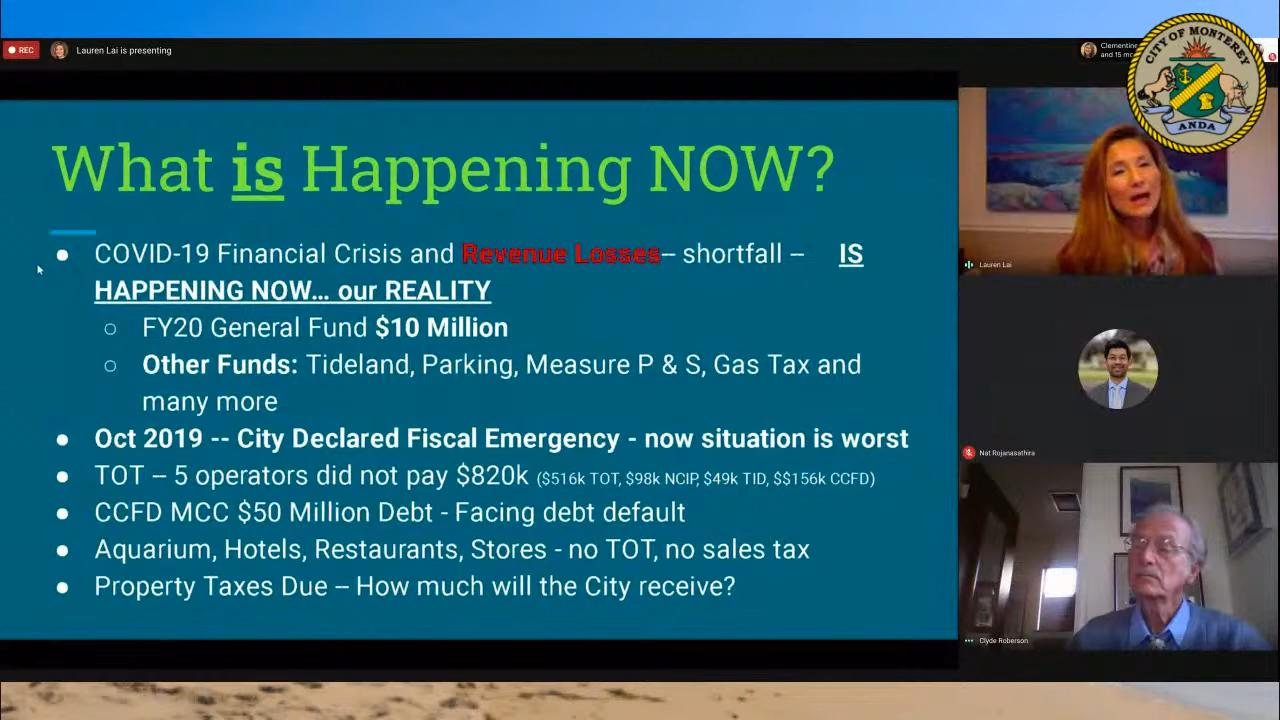 REC
Lauren Lai is presenting
Clementine
and 15 mo
CITY OF MONTEREY
ANDA
What is Happening NOW?
● COVID-19 Financial Crisis and Revenue Losses-- shortfall -- IS
HAPPENING NOW... our REALITY
○ FY20 General Fund $10 Million
○ Other Funds: Tideland, Parking, Measure P & S, Gas Tax and
many more
● Oct 2019 -- City Declared Fiscal Emergency - now situation is worst
● TOT -- 5 operators did not pay $820k ($516k TOT, $98k NCIP, $49k TID, $$156k CCFD)
● CCFD MCC $50 Million Debt - Facing debt default
● Aquarium, Hotels, Restaurants, Stores - no TOT, no sales tax
● Property Taxes Due -- How much will the City receive?
Lauren Lai
Nat Rojanasathira
Clyde Roberson